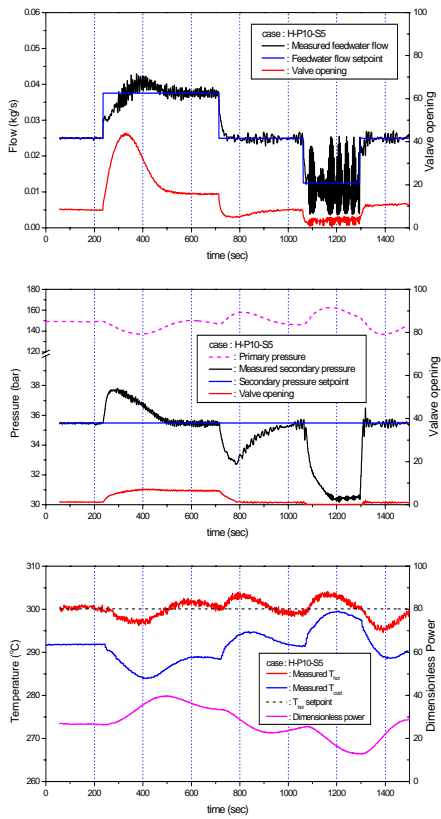 case : H-P10-S5
: Measured feedwater flow
: Feedwater flow setpoint
: Valve opening
0.06
0.05
0.04
0.03
0.02
0.01
0.00
Flow (kg/s)
100
80
60
40
20
0
Valave opening
0 200 400 600 800 1000 1200 1400
time (sec)
180
160
140
120
38
36
34
32
30
Pressure (bar)
case : H-P10-S5
: Primary pressure
: Measured secondary pressure
: Secondary pressure setpoint
: Valve opening
100
80
60
40
20
0
Valave opening
0 200 400 600 800 1000 1200 1400
time (sec)
310
300
290
280
270
260
Temperature (°C)
case : H-P10-S5
: Measured Thot
: Measured Tcold
: Thot setpoint
: Dimensionless power
100
80
60
40
20
0
Dimensionless Power
0 200 400 600 800 1000 1200 1400
time (sec)